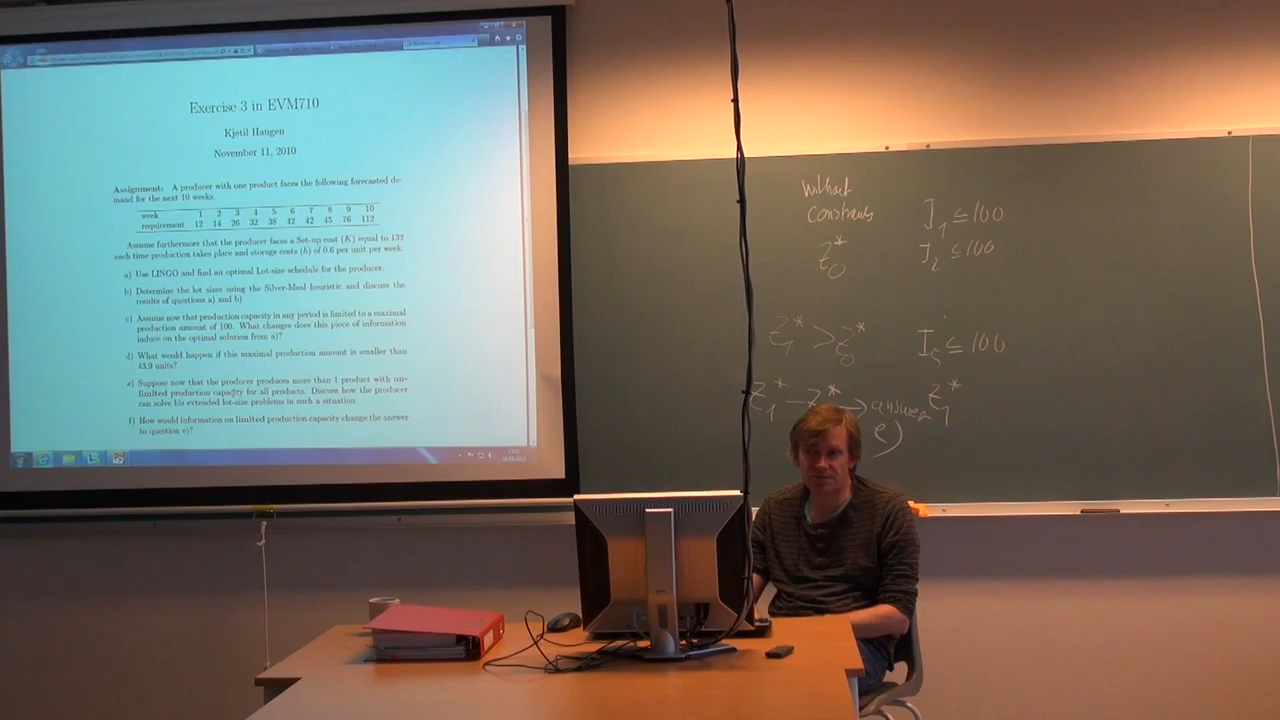 Exercise 3 in EVM710
Kjetil Haugen
November 11, 2010
Assignment: A producer with one product faces the following forecasted de-
mand for the next 10 weeks.
week 1 2 3 4 5 6 7 8 9 10
requirement 12 14 26 32 38 42 42 45 76 112
Assume furthermore that the producer faces a Set-up cost (K) equal to 132
each time production takes place and storage costs (h) of 0.6 per unit per week.
a) Use LINGO and find an optimal Lot-size schedule for the producer.
b) Determine the lot sizes using the Silver-Meal heuristic and discuss the
results of questions a) and b)
c) Assume now that production capacity in any period is limited to a maximal
production amount of 100. What changes does this piece of information
induce on the optimal solution from a)?
d) What would happen if this maximal production amount is smaller than
43.9 units?
e) Suppose now that the producer produces more than 1 product with un-
limited production capacity for all products. Discuss how the producer
can solve his extended lot-size problems in such a situation.
f) How would information on limited production capacity change the answer
to question e)?
without
constraints
Z*0
I1 ≤ 100
I2 ≤ 100
Z*1 > Z*0
I5 ≤ 100
Z*1 – Z* → answer
e)
Z*1